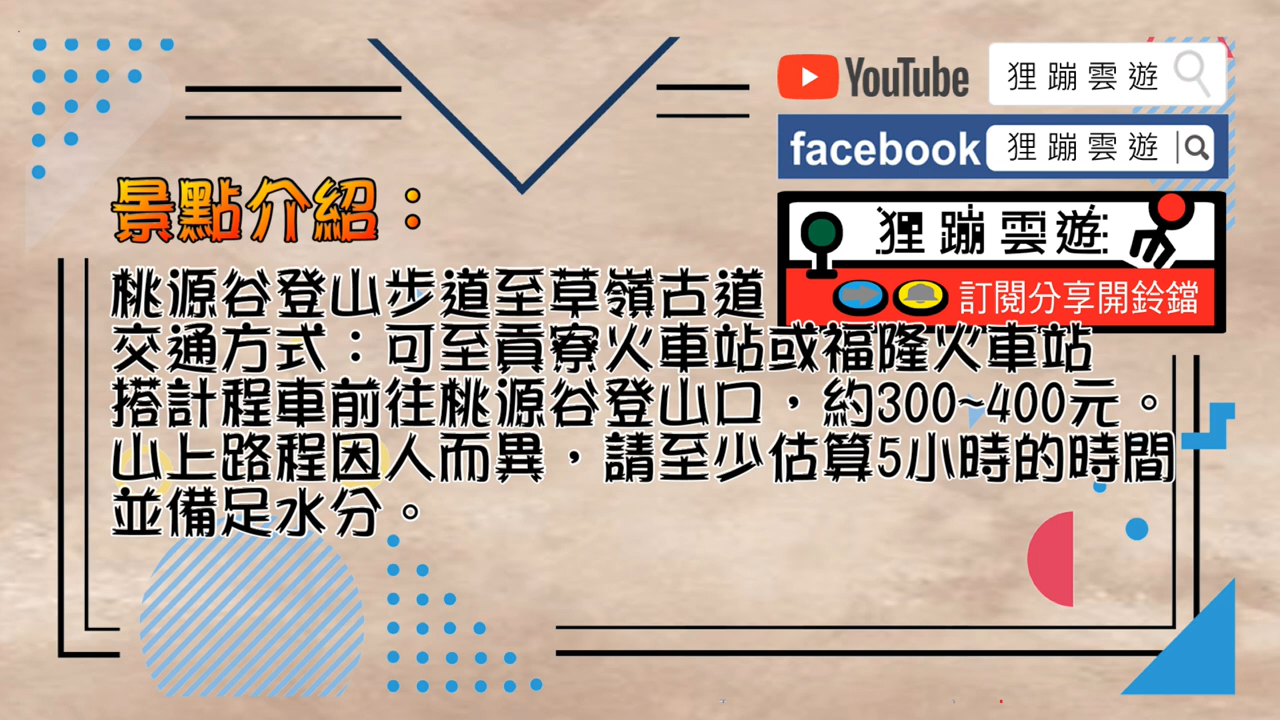 YouTube 狸蹦雲遊
facebook 狸蹦雲遊
狸蹦雲遊
訂閱分享開鈴鐺
景點介紹：
桃源谷登山步道至草嶺古道
交通方式：可至貢寮火車站或福隆火車站
搭計程車前往桃源谷登山口，約300~400元。
山上路程因人而異，請至少估算5小時的時間
並備足水分。